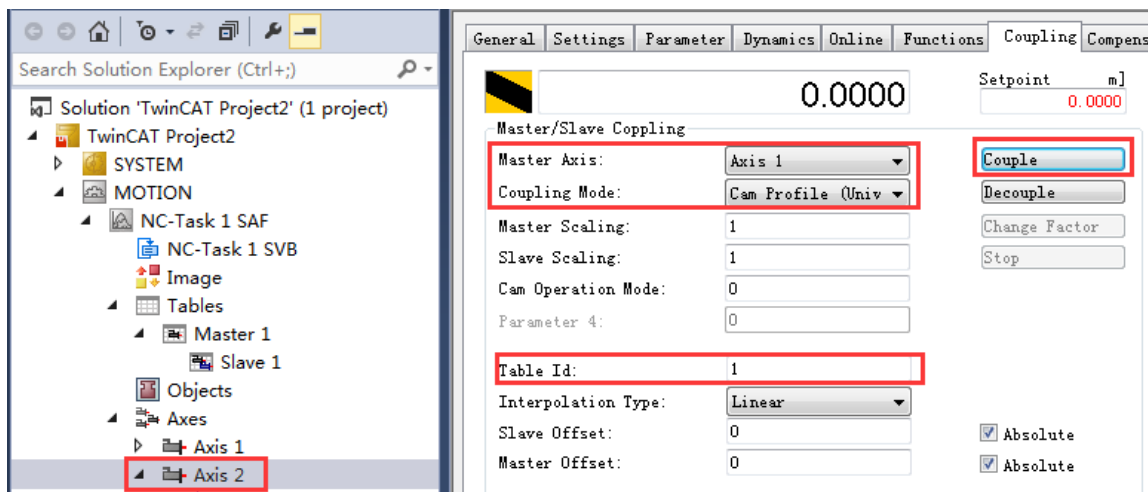 Search Solution Explorer (Ctrl+;)
Solution 'TwinCAT Project2' (1 project)
TwinCAT Project2
SYSTEM
MOTION
NC-Task 1 SAF
NC-Task 1 SVB
Image
Tables
Master 1
Slave 1
Objects
Axes
Axis 1
Axis 2
General Settings Parameter Dynamics Online Functions Coupling Compens
0.0000
Setpoint m]
0.0000
Master/Slave Coppling
Master Axis: Axis 1 Couple
Coupling Mode: Cam Profile (Univ Decouple
Master Scaling: 1 Change Factor
Slave Scaling: 1 Stop
Cam Operation Mode: 0
Parameter 4: 0
Table Id: 1
Interpolation Type: Linear
Slave Offset: 0 Absolute
Master Offset: 0 Absolute